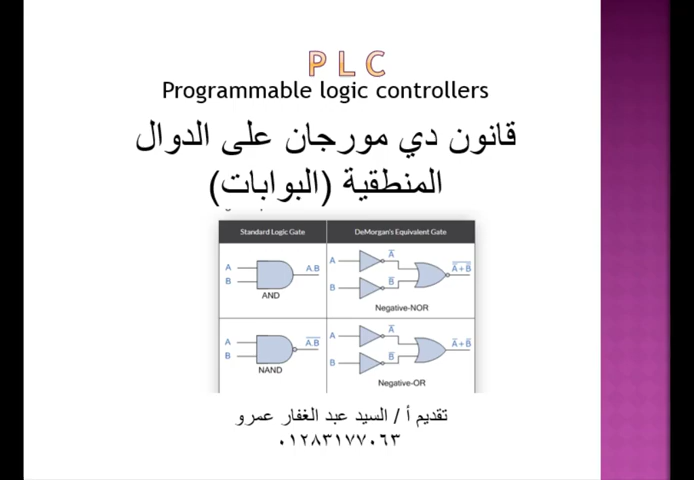 PLC
Programmable logic controllers
قانون دي مورجان على الدوال
المنطقية (البوابات)
Standard Logic Gate
DeMorgan's Equivalent Gate
A
B
A.B
AND
A
B
A̅
B̅
A̅+B̅
Negative-NOR
A
B
A.B
NAND
A
B
A̅
B̅
A̅+B̅
Negative-OR
تقديم أ / السيد عبد الغفار عمرو
٠١٢٨٣١٧٧٠٦٣